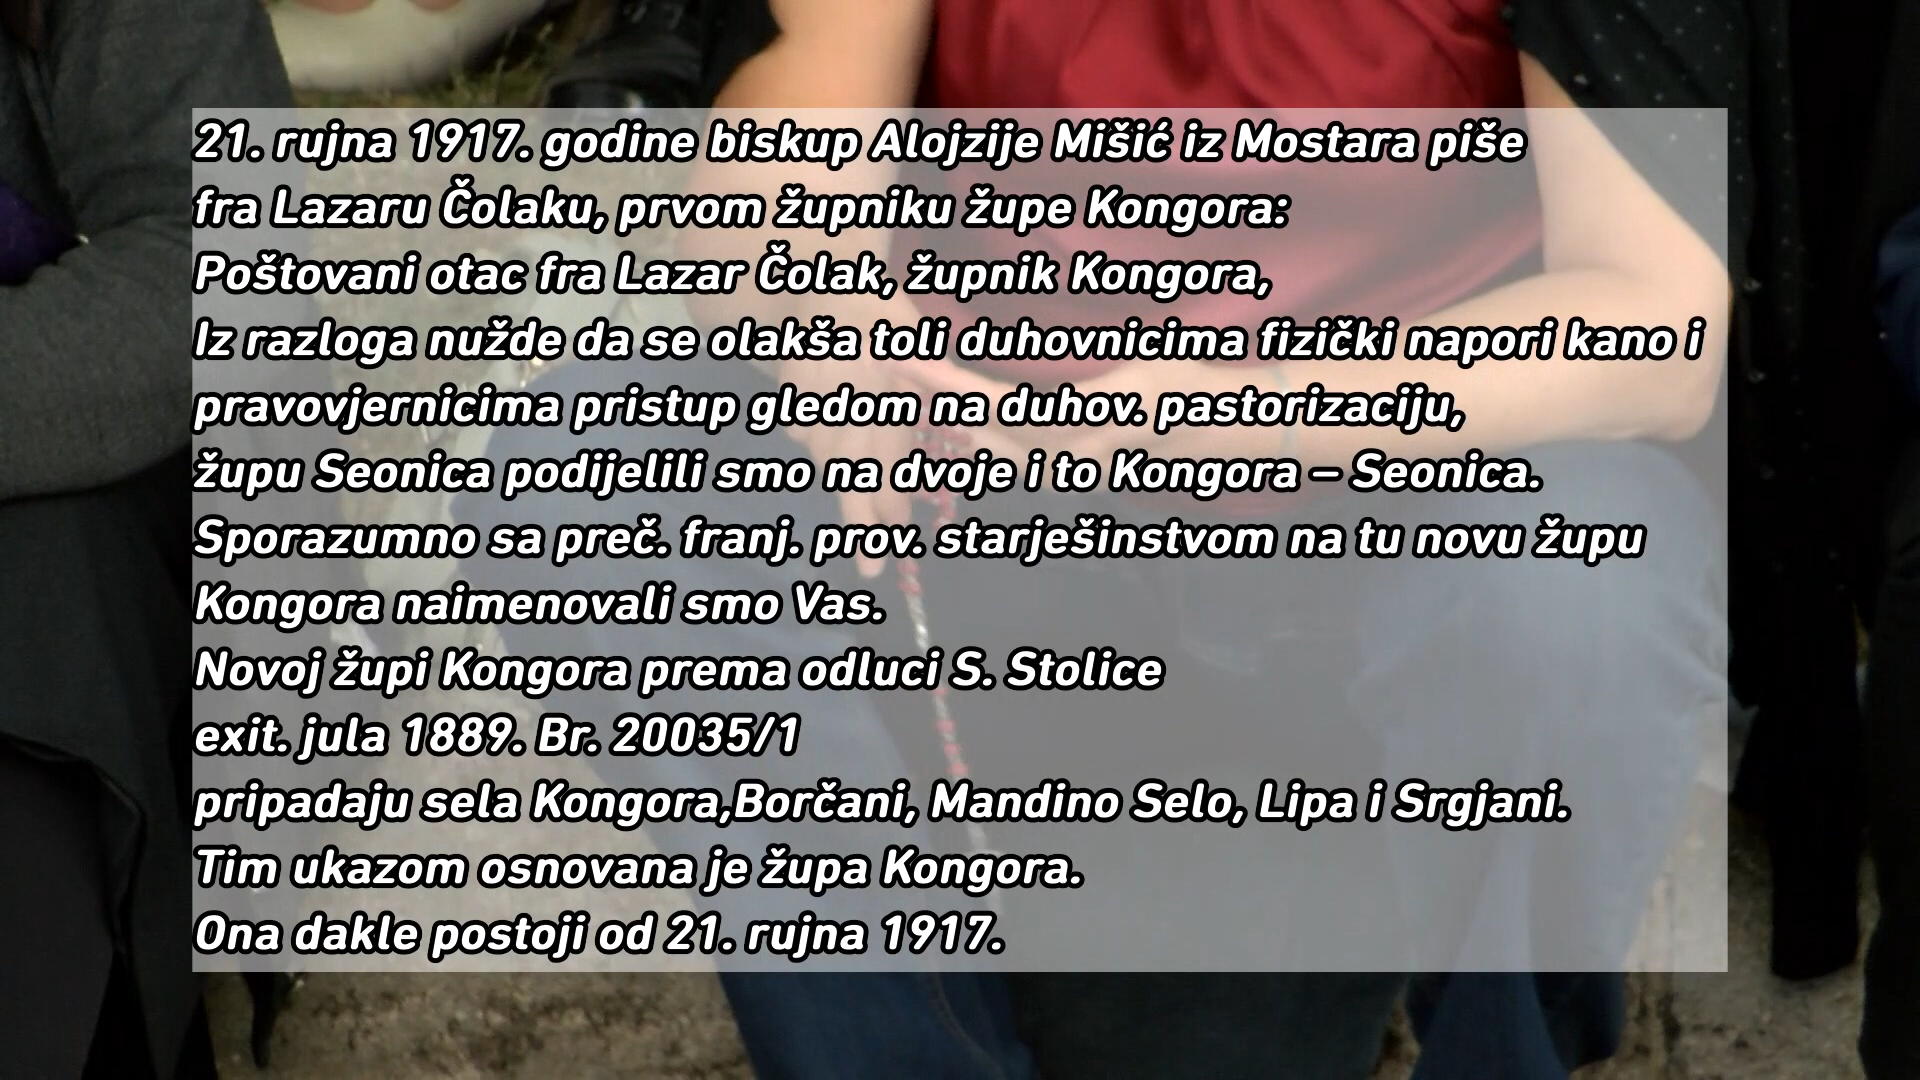 21. rujna 1917. godine biskup Alojzije Mišić iz Mostara piše
fra Lazaru Čolaku, prvom župniku župe Kongora:
Poštovani otac fra Lazar Čolak, župnik Kongora,
Iz razloga nužde da se olakša toli duhovnicima fizički napori kano i
pravovjernicima pristup gledom na duhov. pastorizaciju,
župu Seonica podijelili smo na dvoje i to Kongora – Seonica.
Sporazumno sa preč. franj. prov. starješinstvom na tu novu župu
Kongora naimenovali smo Vas.
Novoj župi Kongora prema odluci S. Stolice
exit. jula 1889. Br. 20035/1
pripadaju sela Kongora,Borčani, Mandino Selo, Lipa i Srgjani.
Tim ukazom osnovana je župa Kongora.
Ona dakle postoji od 21. rujna 1917.